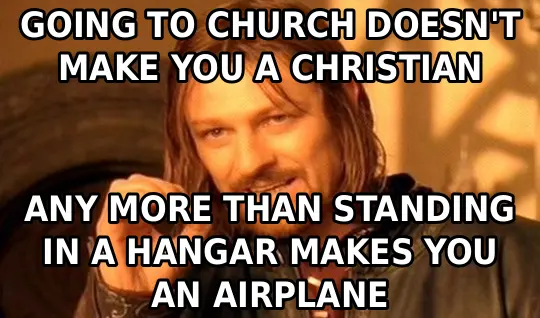 GOING TO CHURCH DOESN'T
MAKE YOU A CHRISTIAN
ANY MORE THAN STANDING
IN A HANGAR MAKES YOU
AN AIRPLANE